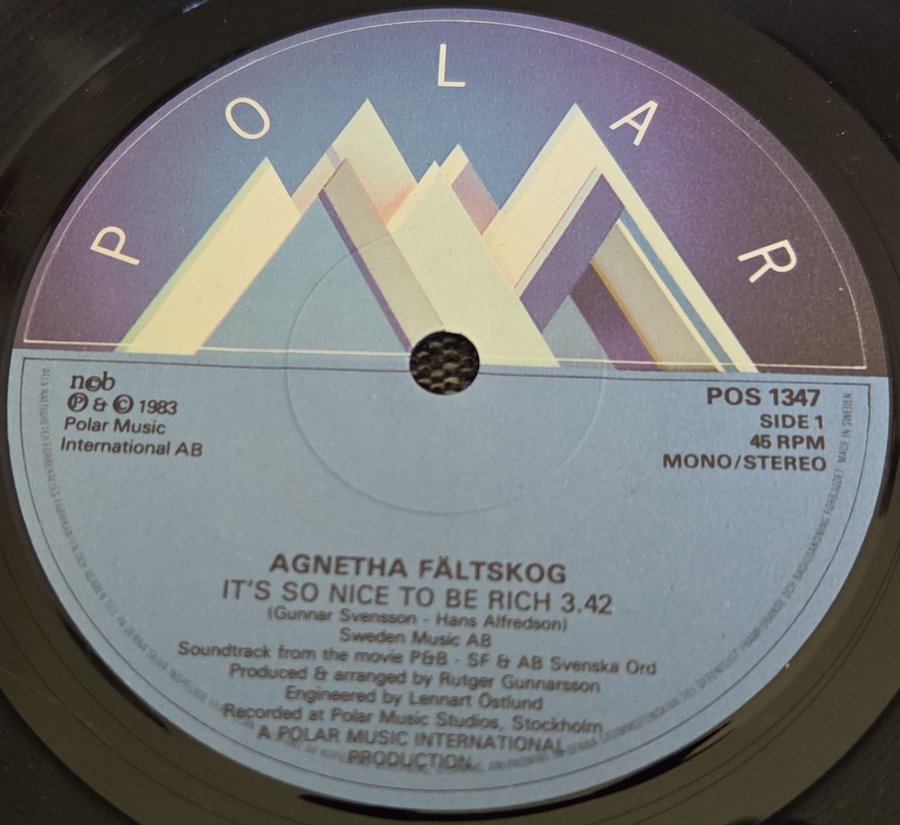 POLAR
ncb
Ⓟ & © 1983
Polar Music
International AB
POS 1347
SIDE 1
45 RPM
MONO/STEREO
AGNETHA FÄLTSKOG
IT'S SO NICE TO BE RICH 3.42
(Gunnar Svensson - Hans Alfredson)
Sweden Music AB
Soundtrack from the movie P&B - SF & AB Svenska Ord
Produced & arranged by Rutger Gunnarsson
Engineered by Lennart Östlund
Recorded at Polar Music Studios, Stockholm
A POLAR MUSIC INTERNATIONAL
PRODUCTION
MADE IN SWEDEN